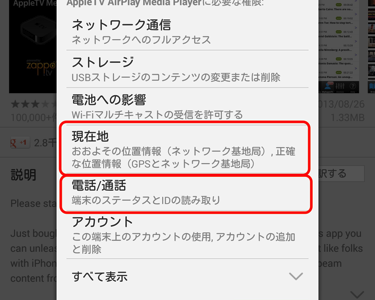 AppleTV AirPlay Media Playerに必要な権限:
ネットワーク通信
ネットワークへのフルアクセス
ストレージ
USBストレージのコンテンツの変更または削除
電池への影響
Wi-Fiマルチキャストの受信を許可する
現在地
おおよその位置情報（ネットワーク基地局）, 正確
な位置情報（GPSとネットワーク基地局）
電話/通話
端末のステータスとIDの読み取り
アカウント
この端末上のアカウントの使用, アカウントの追加
と削除
すべて表示
AppleTV
zappo
100,000+
13/08/26
1.33MB
2.8千
説明
択する
Please sta
Just boug
you can unleas
with iPhon
content fro
s app you
t like folks
beam